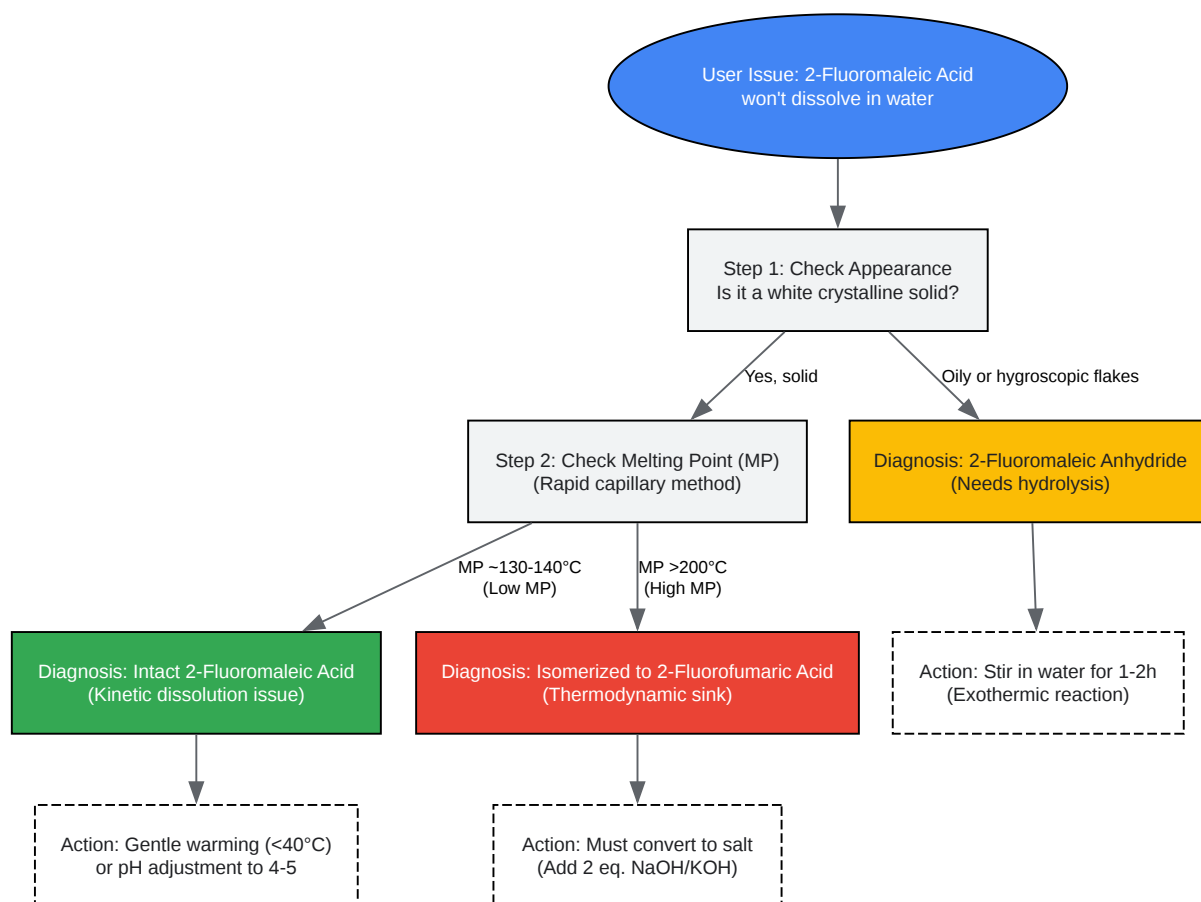 User Issue: 2-Fluoromaleic Acid
won't dissolve in water
Step 1: Check Appearance
Is it a white crystalline solid?
Yes, solid
Oily or hygroscopic flakes
Step 2: Check Melting Point (MP)
(Rapid capillary method)
Diagnosis: 2-Fluoromaleic Anhydride
(Needs hydrolysis)
MP ~130-140°C
(Low MP)
MP >200°C
(High MP)
Diagnosis: Intact 2-Fluoromaleic Acid
(Kinetic dissolution issue)
Diagnosis: Isomerized to 2-Fluorofumaric Acid
(Thermodynamic sink)
Action: Stir in water for 1-2h
(Exothermic reaction)
Action: Gentle warming (<40°C)
or pH adjustment to 4-5
Action: Must convert to salt
(Add 2 eq. NaOH/KOH)